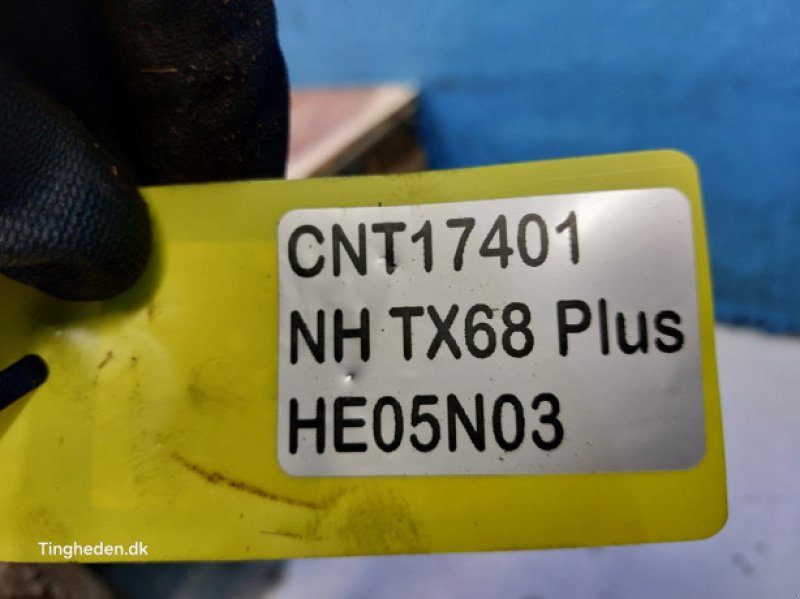 CNT17401
NH TX68 Plus
HE05N03
Tingheden.dk